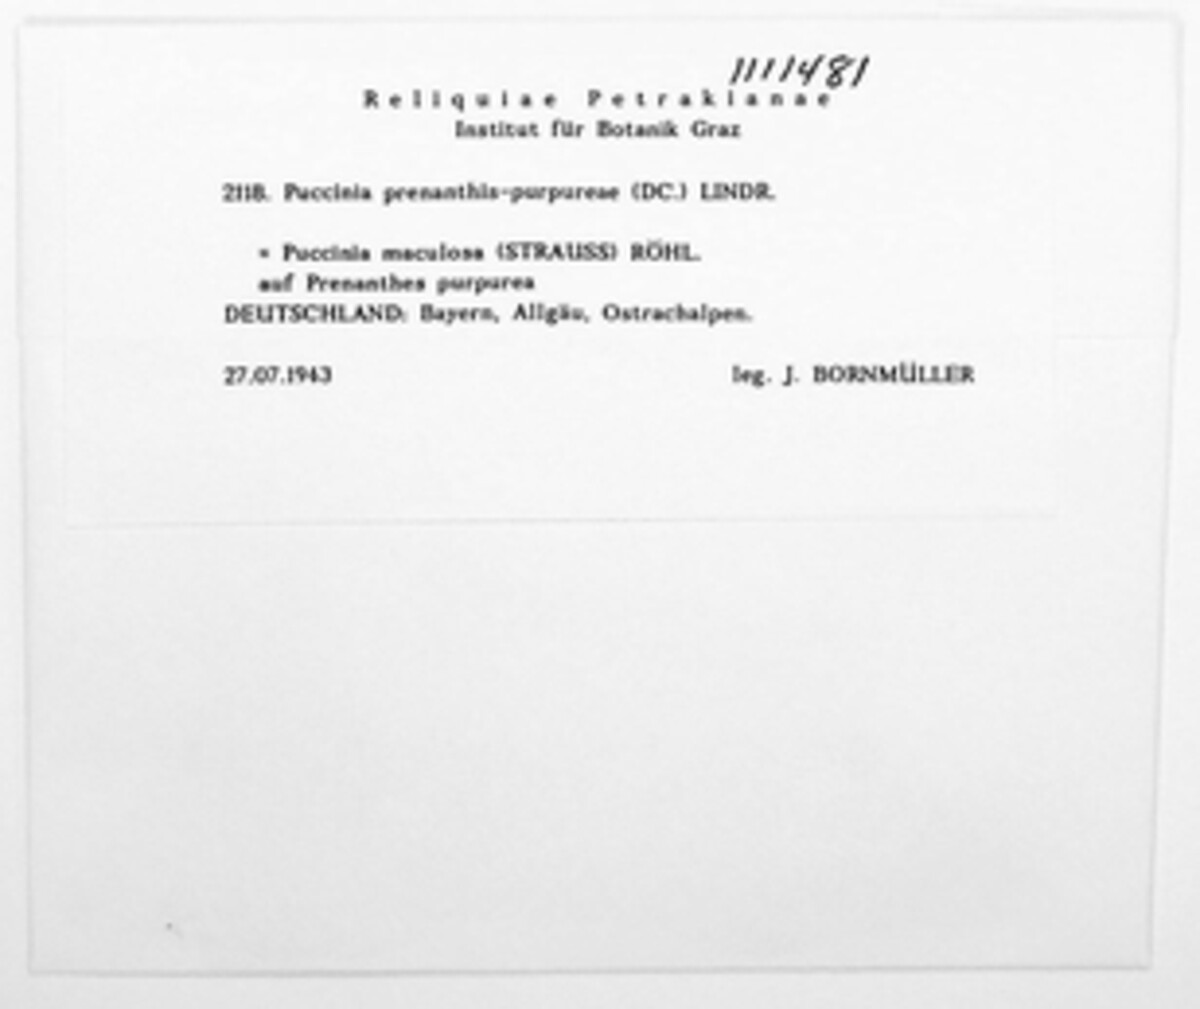 1111481
Reliquiae Petrakianae
Institut für Botanik Graz
2118. Puccinia prenanthis-purpureae (DC.) LINDR.
= Puccinia maculosa (STRAUSS) RÖHL.
auf Prenanthes purpurea
DEUTSCHLAND: Bayern, Allgäu, Ostrachalpen.
27.07.1943 leg. J. BORNMÜLLER